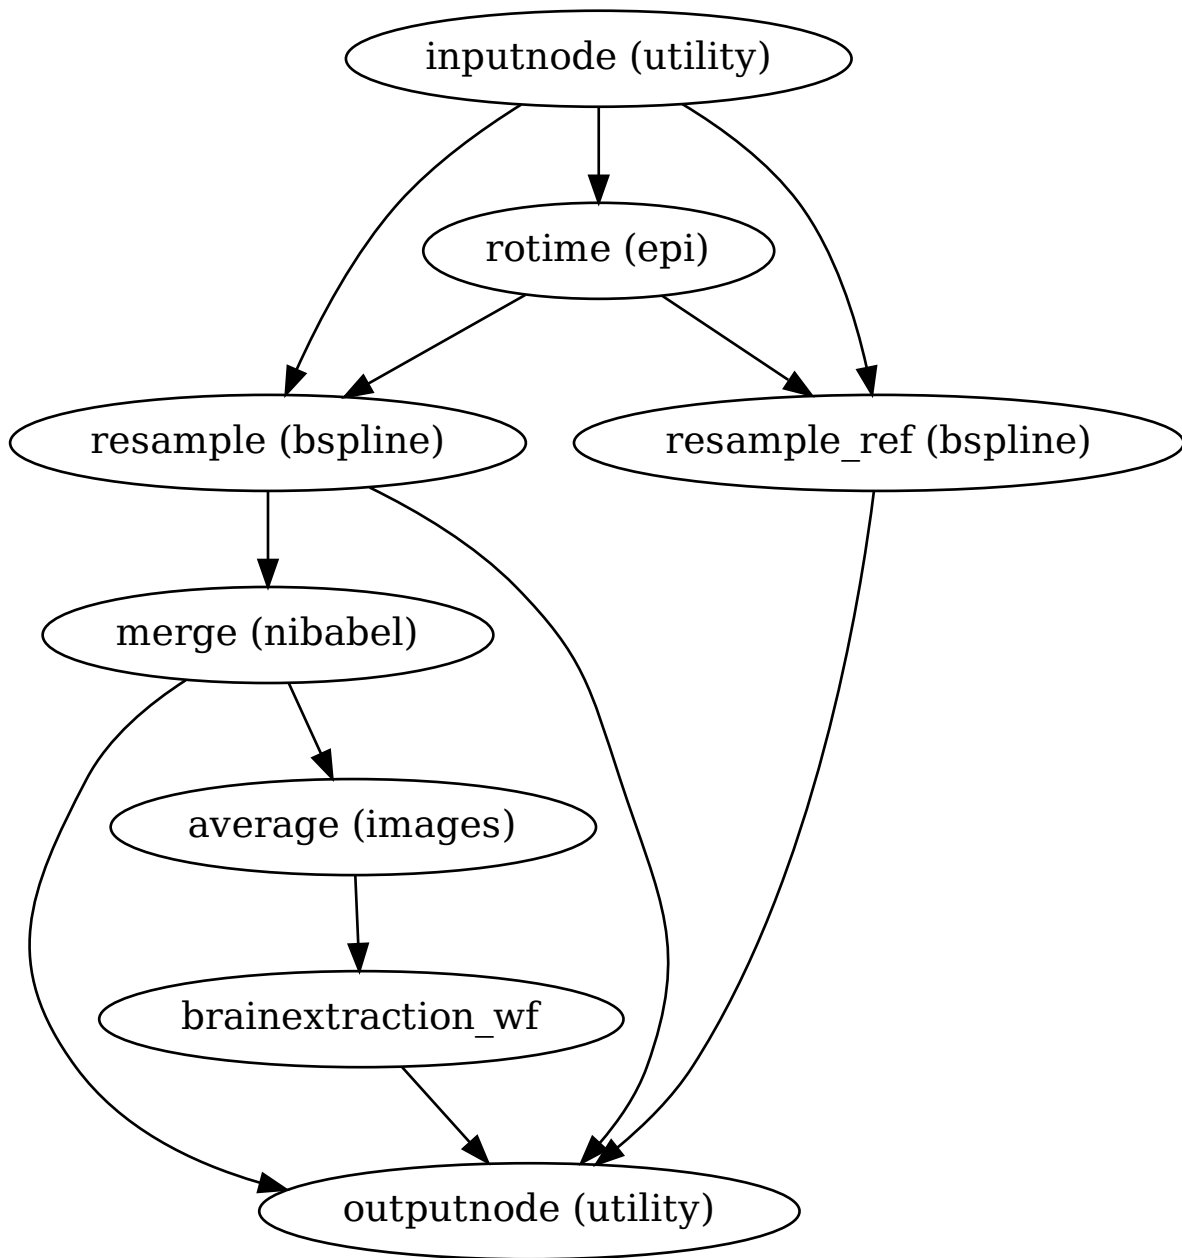 inputnode (utility)
rotime (epi)
resample (bspline)
resample_ref (bspline)
merge (nibabel)
average (images)
brainextraction_wf
outputnode (utility)